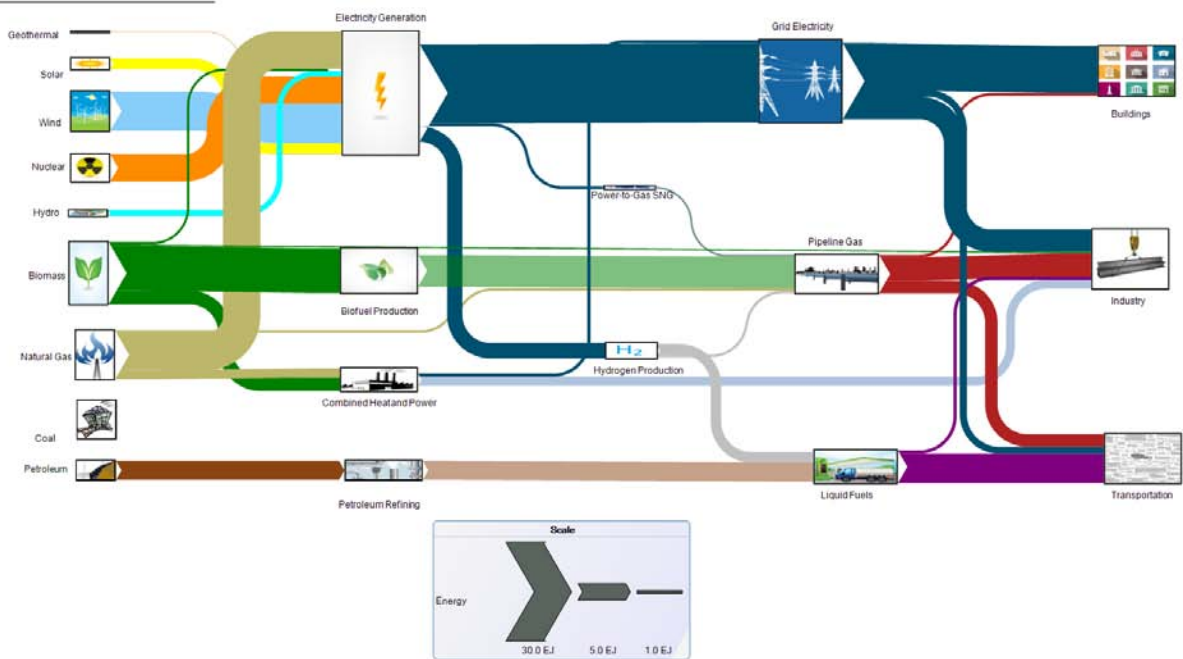 Electricity Generation
Grid Electricity
Geothermal
Solar
Wind
Buildings
Nuclear
Power-to-Gas SNG
Hydro
Pipeline Gas
Biomass
Biofuel Production
Industry
Natural Gas
H2
Hydrogen Production
Combined Heat and Power
Coal
Petroleum
Petroleum Refining
Liquid Fuels
Transportation
Scale
Energy
30.0 EJ 5.0 EJ 1.0 EJ